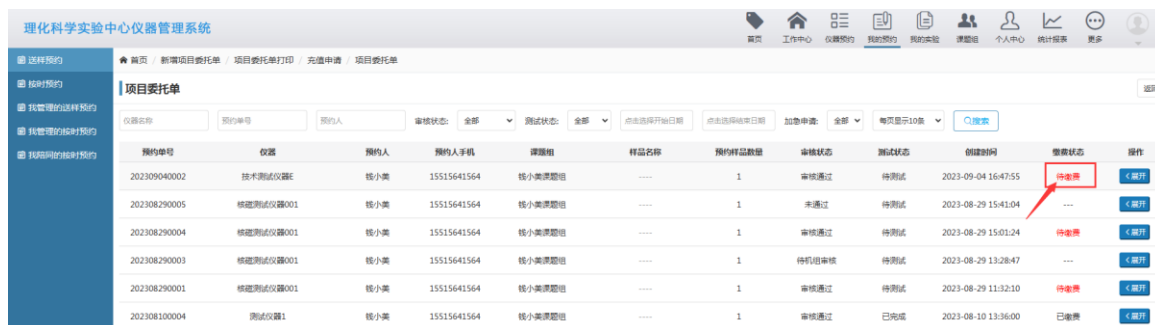 理化科学实验中心仪器管理系统
首页 工作中心 仪器预约 我的预约 我的实验 课题组 个人中心 统计报表 更多
送样预约
按时预约
我管理的送样预约
我管理的按时预约
我陪同的按时预约
首页 / 新增项目委托单 / 项目委托单打印 / 充值申请 / 项目委托单
项目委托单
仪器名称 预约单号 预约人 审核状态: 全部 测试状态: 全部 点击选择开始日期 点击选择结束日期 加急申请: 全部 每页显示10条 搜索
预约单号 仪器 预约人 预约人手机 课题组 样品名称 预约样品数量 审核状态 测试状态 创建时间 缴费状态 操作
202309040002 技术测试仪器E 钱小美 15515641564 钱小美课题组 ---- 1 审核通过 待测试 2023-09-04 16:47:55 待缴费 展开
202308290005 核磁测试仪器001 钱小美 15515641564 钱小美课题组 ---- 1 未通过 待测试 2023-08-29 15:41:04 --- 展开
202308290004 核磁测试仪器001 钱小美 15515641564 钱小美课题组 ---- 1 审核通过 待测试 2023-08-29 15:01:24 待缴费 展开
202308290003 核磁测试仪器001 钱小美 15515641564 钱小美课题组 ---- 1 待机组审核 待测试 2023-08-29 13:28:47 --- 展开
202308290001 核磁测试仪器001 钱小美 15515641564 钱小美课题组 ---- 1 审核通过 待测试 2023-08-29 11:32:10 待缴费 展开
202308100004 测试仪器1 钱小美 15515641564 钱小美课题组 ---- 1 审核通过 已完成 2023-08-10 13:36:00 已缴费 展开